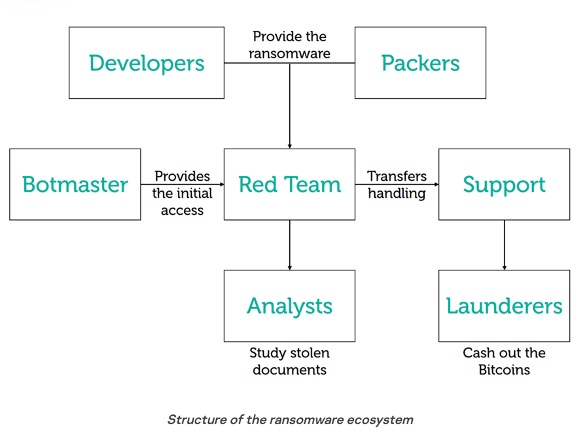 Developers
Provide the
ransomware
Packers
Botmaster
Provides
the initial
access
Red Team
Transfers
handling
Support
Analysts
Study stolen
documents
Launderers
Cash out the
Bitcoins
Structure of the ransomware ecosystem